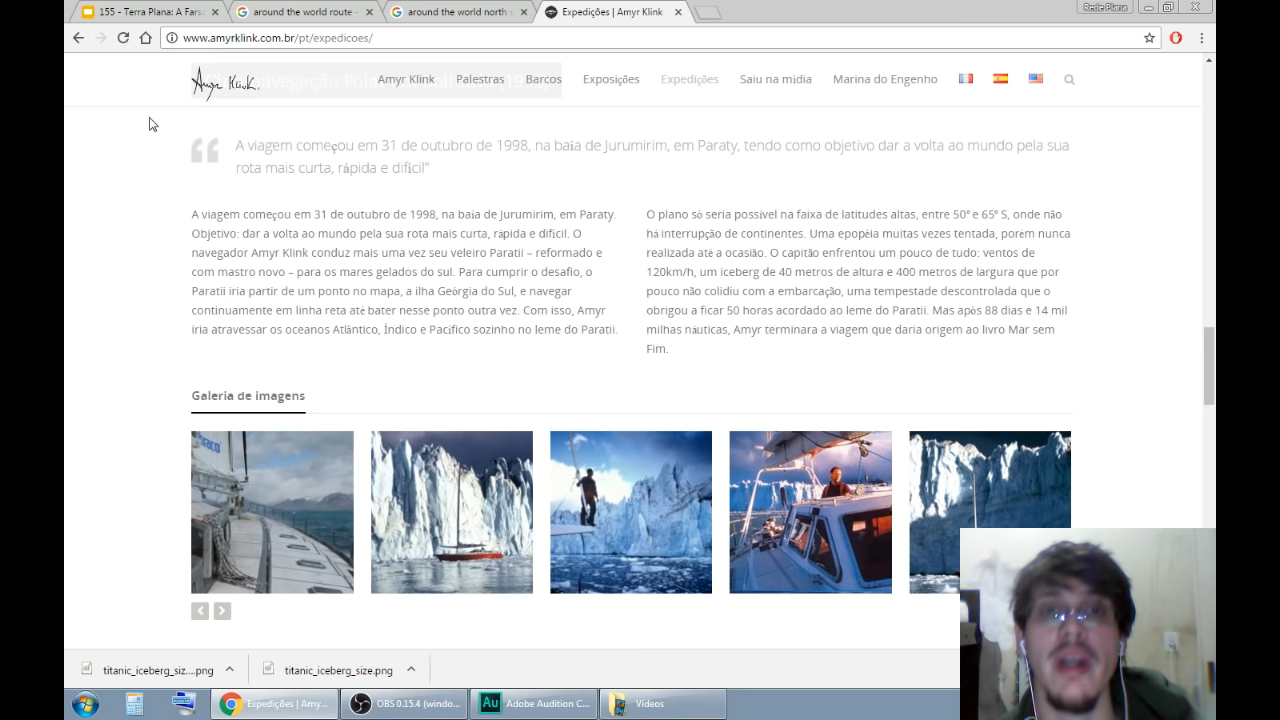 155 - Terra Plana: A Farsa
around the world route -
around the world north
Expedições | Amyr Klink
Rede Plana
www.amyrklink.com.br/pt/expedicoes/
Amyr Klink
Amyr Klink
Palestras
Barcos
Exposições
Expedições
Saiu na mídia
Marina do Engenho
A viagem começou em 31 de outubro de 1998, na baía de Jurumirim, em Paraty, tendo como objetivo dar a volta ao mundo pela sua
rota mais curta, rápida e difícil”
A viagem começou em 31 de outubro de 1998, na baía de Jurumirim, em Paraty.
Objetivo: dar a volta ao mundo pela sua rota mais curta, rápida e difícil. O
navegador Amyr Klink conduz mais uma vez seu veleiro Paratii – reformado e
com mastro novo – para os mares gelados do sul. Para cumprir o desafio, o
Paratii iria partir de um ponto no mapa, a ilha Geórgia do Sul, e navegar
continuamente em linha reta até bater nesse ponto outra vez. Com isso, Amyr
iria atravessar os oceanos Atlântico, Índico e Pacífico sozinho no leme do Paratii.
O plano só seria possível na faixa de latitudes altas, entre 50º e 65º S, onde não
há interrupção de continentes. Uma epopéia muitas vezes tentada, porém nunca
realizada até a ocasião. O capitão enfrentou um pouco de tudo: ventos de
120km/h, um iceberg de 40 metros de altura e 400 metros de largura que por
pouco não colidiu com a embarcação, uma tempestade descontrolada que o
obrigou a ficar 50 horas acordado ao leme do Paratii. Mas após 88 dias e 14 mil
milhas náuticas, Amyr terminara a viagem que daria origem ao livro Mar sem
Fim.
Galeria de imagens
titanic_iceberg_siz....png
titanic_iceberg_size.png
Expedições | Amy...
OBS 0.15.4 (windo...
Au
Adobe Audition C...
Vídeos